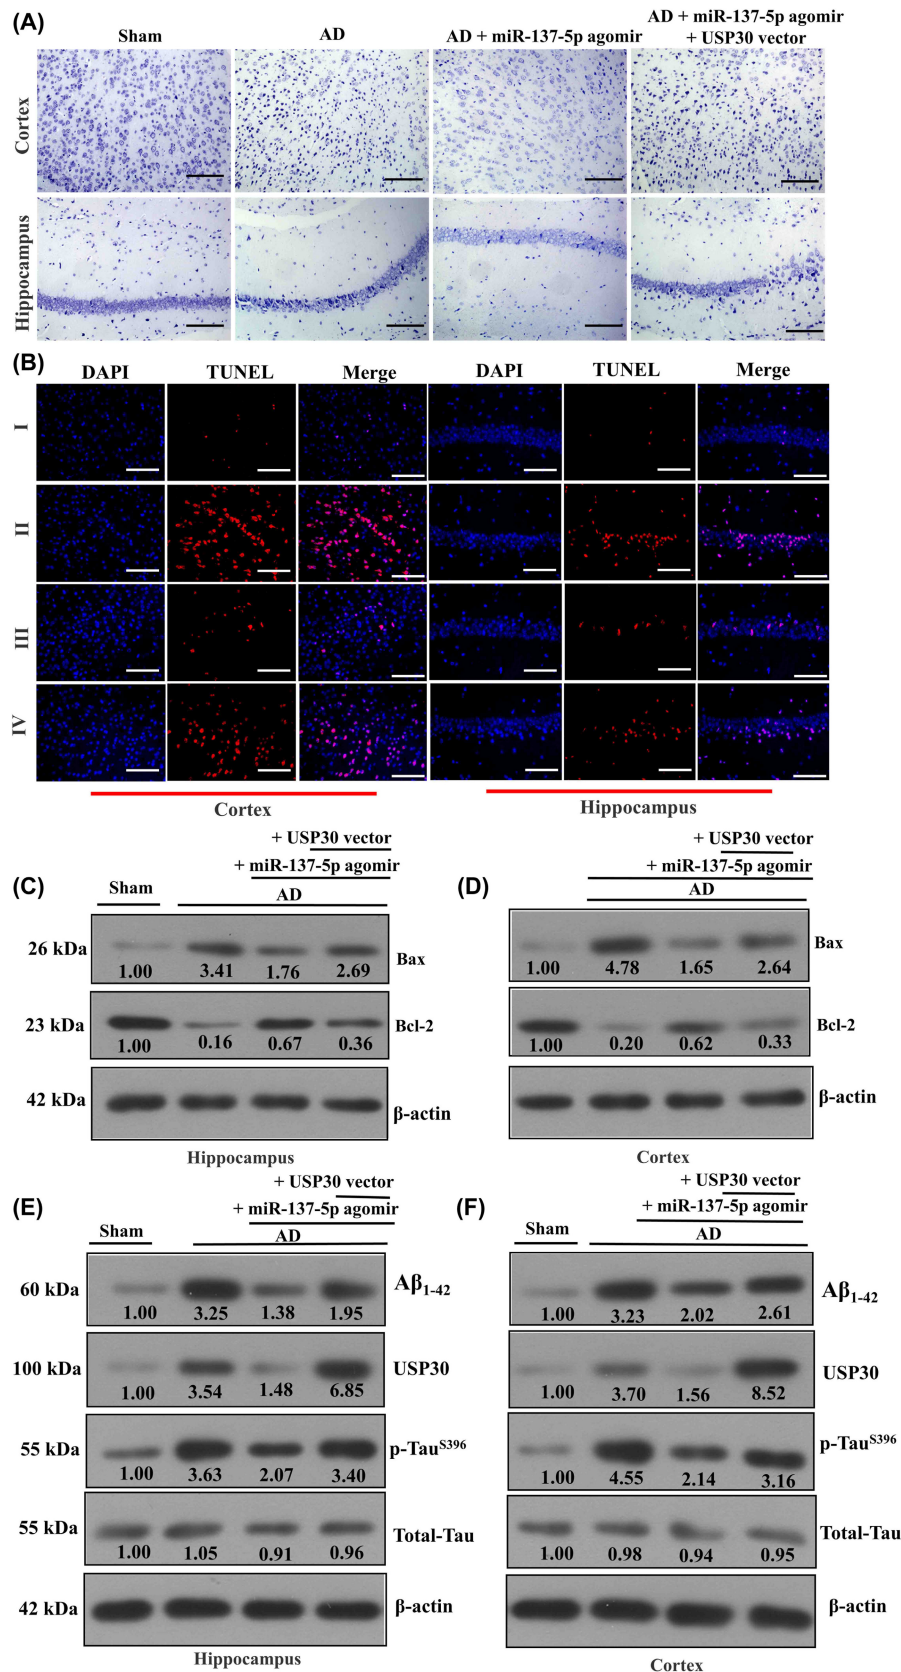 (A)
Sham
AD
AD + miR-137-5p agomir
AD + miR-137-5p agomir
+ USP30 vector
Cortex
Hippocampus
(B)
DAPI TUNEL Merge DAPI TUNEL Merge
I
II
III
IV
Cortex
Hippocampus
(C)
+ USP30 vector
+ miR-137-5p agomir
Sham
AD
26 kDa
Bax
1.00 3.41 1.76 2.69
23 kDa
Bcl-2
1.00 0.16 0.67 0.36
42 kDa
β-actin
Hippocampus
(D)
+ USP30 vector
+ miR-137-5p agomir
Sham
AD
Bax
1.00 4.78 1.65 2.64
Bcl-2
1.00 0.20 0.62 0.33
β-actin
Cortex
(E)
+ USP30 vector
+ miR-137-5p agomir
Sham
AD
60 kDa
Aβ1-42
1.00 3.25 1.38 1.95
100 kDa
USP30
1.00 3.54 1.48 6.85
55 kDa
p-TauS396
1.00 3.63 2.07 3.40
55 kDa
Total-Tau
1.00 1.05 0.91 0.96
42 kDa
β-actin
Hippocampus
(F)
+ USP30 vector
+ miR-137-5p agomir
Sham
AD
Aβ1-42
1.00 3.23 2.02 2.61
USP30
1.00 3.70 1.56 8.52
p-TauS396
1.00 4.55 2.14 3.16
Total-Tau
1.00 0.98 0.94 0.95
β-actin
Cortex